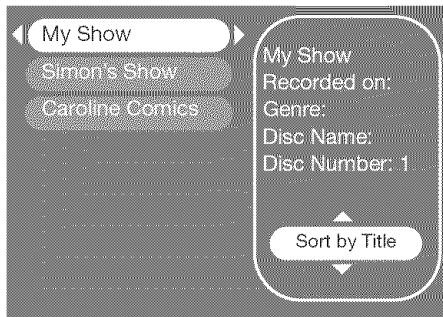 My Show
Simon's Show
Caroline Comics
My Show
Recorded on:
Genre:
Disc Name:
Disc Number: 1
Sort by Title